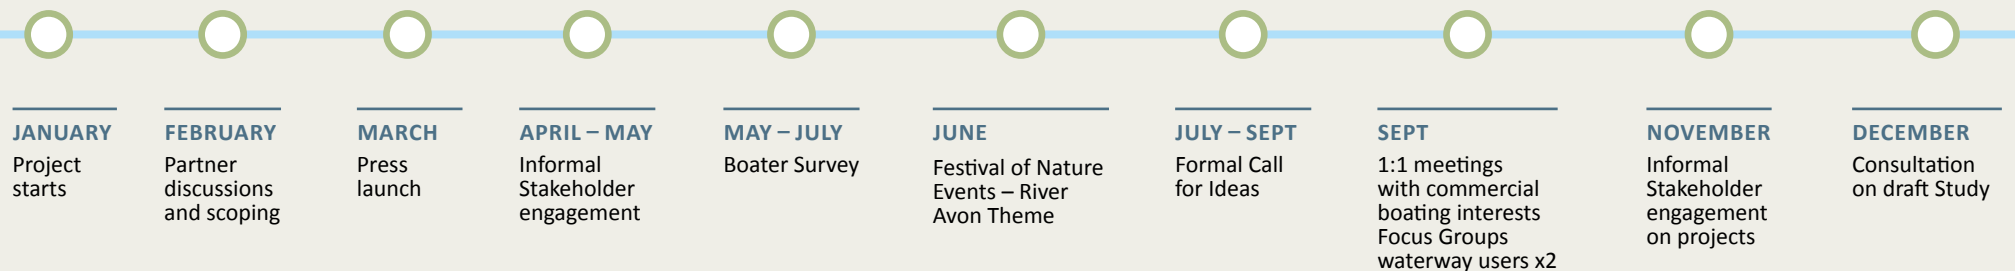 JANUARY
Project
starts
FEBRUARY
Partner
discussions
and scoping
MARCH
Press
launch
APRIL – MAY
Informal
Stakeholder
engagement
MAY – JULY
Boater Survey
JUNE
Festival of Nature
Events – River
Avon Theme
JULY – SEPT
Formal Call
for Ideas
SEPT
1:1 meetings
with commercial
boating interests
Focus Groups
waterway users x2
NOVEMBER
Informal
Stakeholder
engagement
on projects
DECEMBER
Consultation
on draft Study